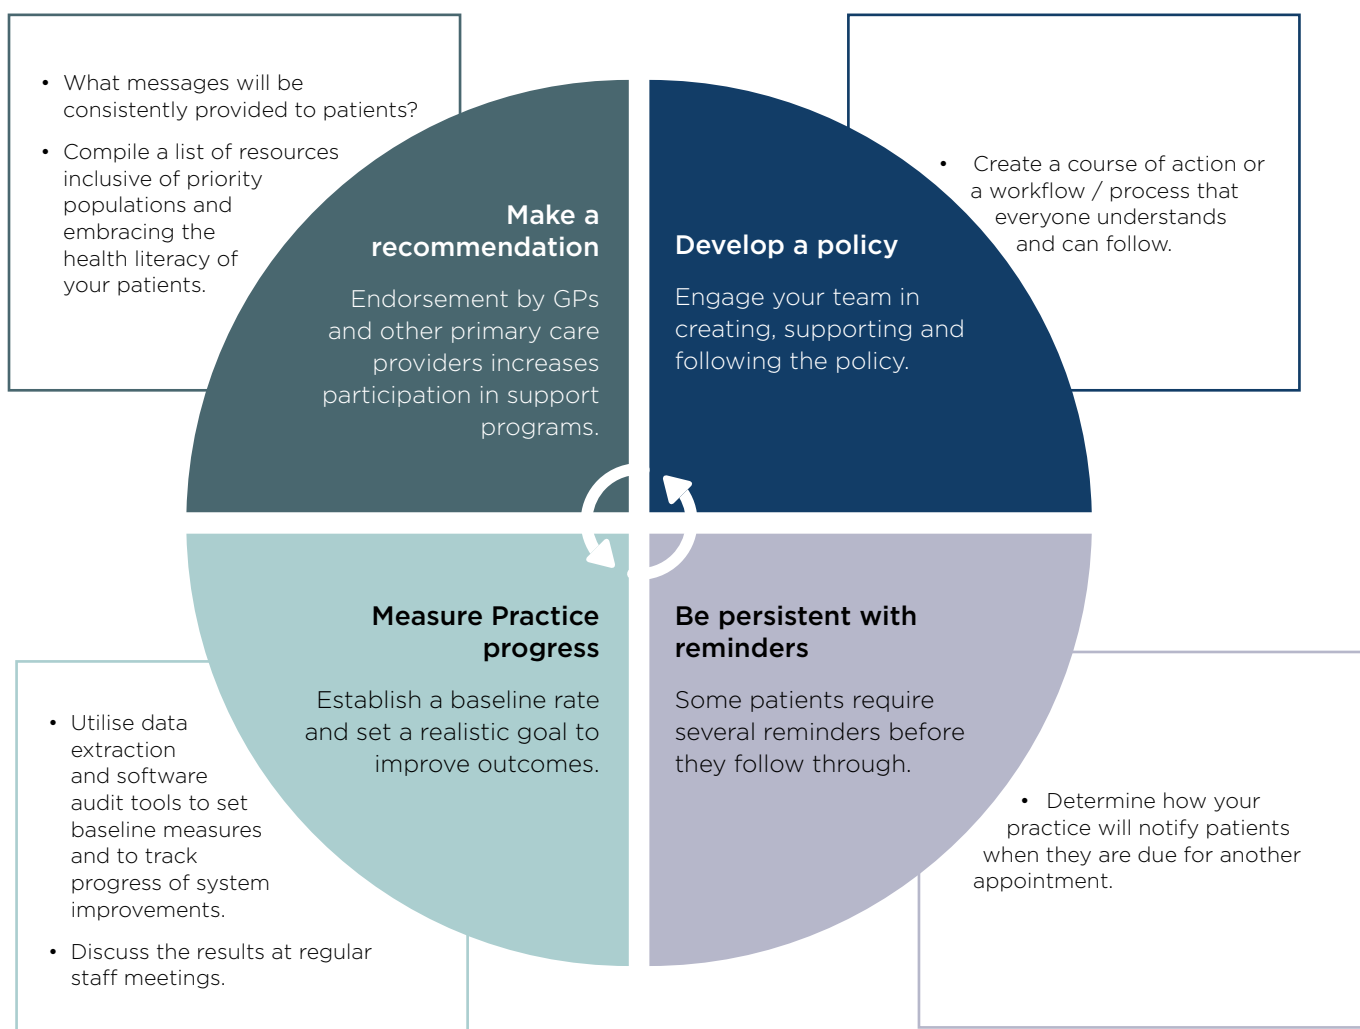 • What messages will be
consistently provided to patients?
• Compile a list of resources
inclusive of priority
populations and
embracing the
health literacy of
your patients.
Make a
recommendation
Endorsement by GPs
and other primary care
providers increases
participation in support
programs.
Develop a policy
Engage your team in
creating, supporting and
following the policy.
• Create a course of action or
a workflow / process that
everyone understands
and can follow.
Measure Practice
progress
Establish a baseline rate
and set a realistic goal to
improve outcomes.
• Utilise data
extraction
and software
audit tools to set
baseline measures
and to track
progress of system
improvements.
• Discuss the results at regular
staff meetings.
Be persistent with
reminders
Some patients require
several reminders before
they follow through.
• Determine how your
practice will notify patients
when they are due for another
appointment.